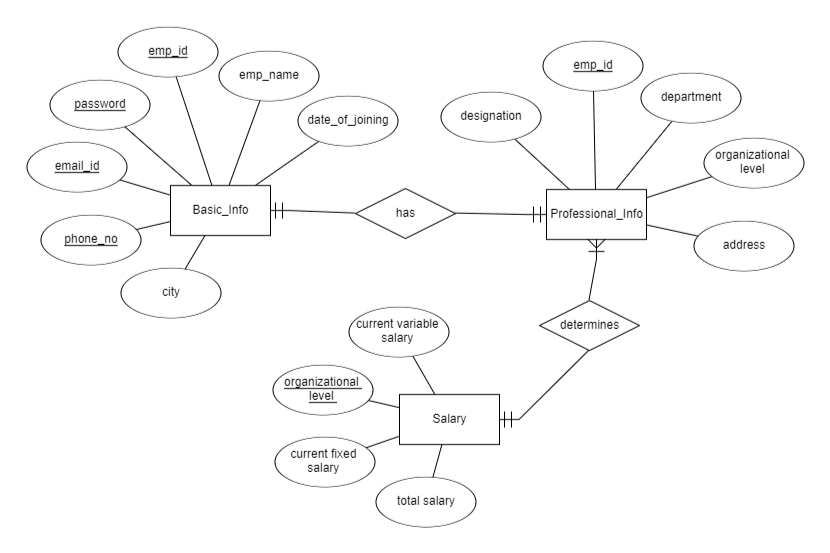 emp_id
emp_name
password
date_of_joining
email_id
Basic_Info
phone_no
city
has
emp_id
department
designation
organizational
level
Professional_Info
address
determines
current variable
salary
organizational
level
Salary
current fixed
salary
total salary